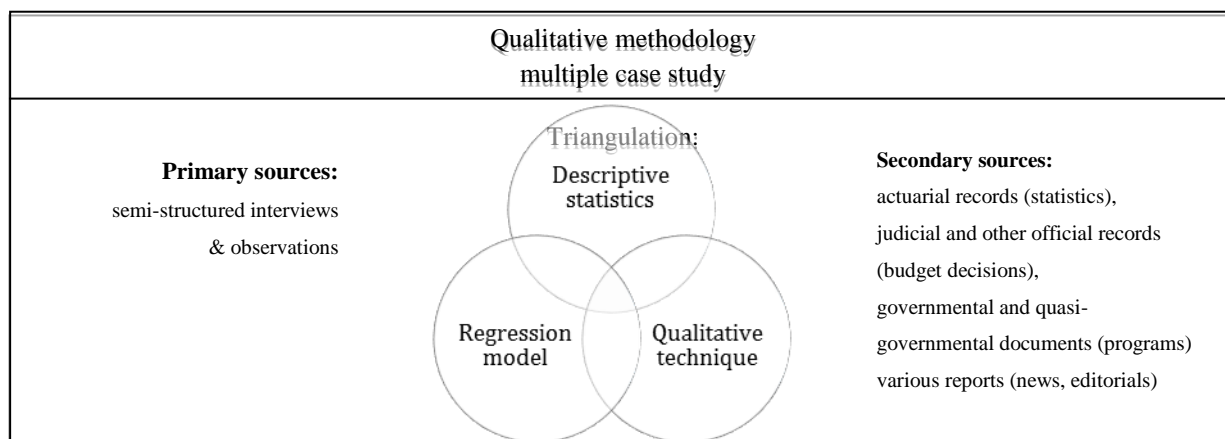 Qualitative methodology
multiple case study
Triangulation:
Primary sources:
semi-structured interviews
& observations
Descriptive
statistics
Regression
model
Qualitative
technique
Secondary sources:
actuarial records (statistics),
judicial and other official records
(budget decisions),
governmental and quasi-
governmental documents (programs)
various reports (news, editorials)